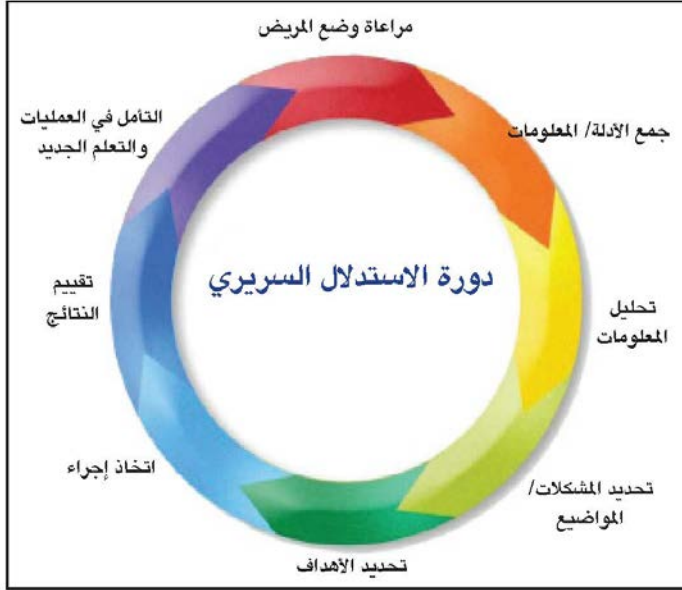 مراعاة وضع المريض
جمع الأدلة/ المعلومات
تحليل
المعلومات
تحديد المشكلات/
المواضيع
تحديد الأهداف
اتخاذ إجراء
تقييم
النتائج
التأمل في العمليات
والتعلم الجديد
دورة الاستدلال السريري